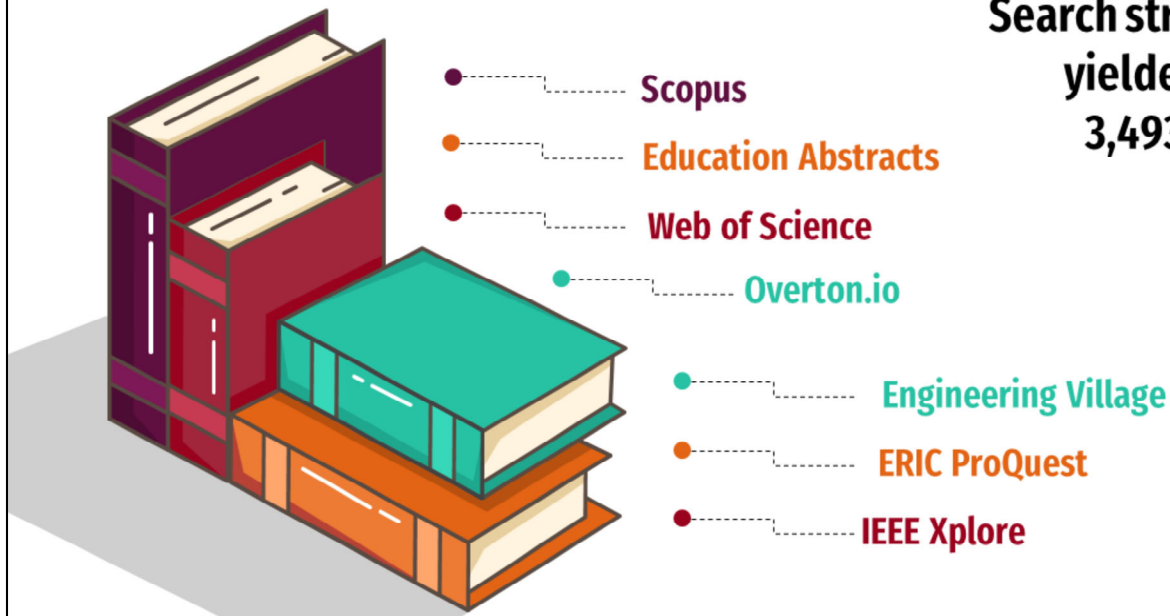 Search
Scopus
Education Abstracts
Web of Science
Overton.io
Engineering Village
ERIC ProQuest
IEEE Xplore